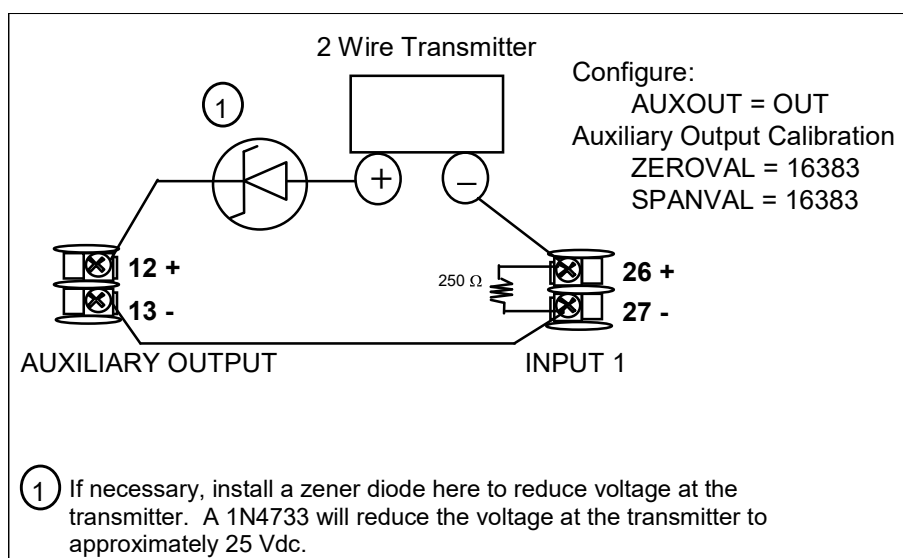 2 Wire Transmitter
Configure:
AUXOUT = OUT
Auxiliary Output Calibration
ZEROVAL = 16383
SPANVAL = 16383
1
+
–
12 +
13 -
250 Ω
26 +
27 -
AUXILIARY OUTPUT
INPUT 1
1 If necessary, install a zener diode here to reduce voltage at the
transmitter. A 1N4733 will reduce the voltage at the transmitter to
approximately 25 Vdc.